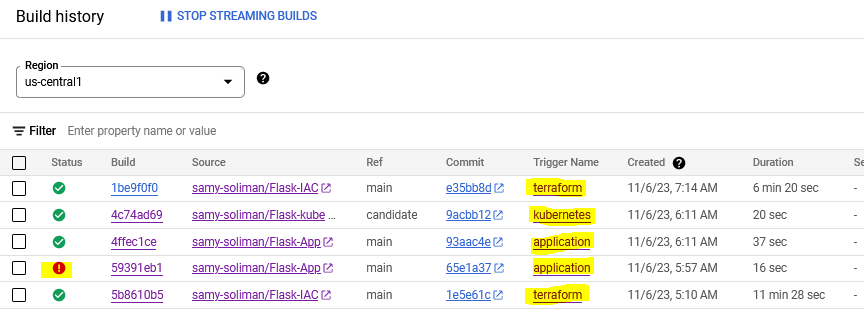 Build history STOP STREAMING BUILDS
Region
us-central1
Filter Enter property name or value
Status Build Source Ref Commit Trigger Name Created Duration Se
1be9f0f0 samy-soliman/Flask-IAC main e35bb8d terraform 11/6/23, 7:14 AM 6 min 20 sec -
4c74ad69 samy-soliman/Flask-kube ... candidate 9acbb12 kubernetes 11/6/23, 6:11 AM 20 sec -
4ffec1ce samy-soliman/Flask-App main 93aac4e application 11/6/23, 6:11 AM 37 sec -
59391eb1 samy-soliman/Flask-App main 65e1a37 application 11/6/23, 5:57 AM 16 sec -
5b8610b5 samy-soliman/Flask-IAC main 1e5e61c terraform 11/6/23, 5:10 AM 11 min 28 sec -